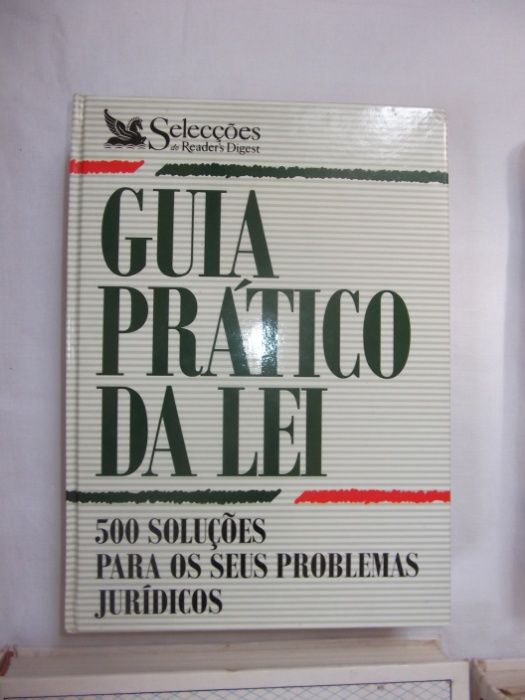 Selecções
do Reader's Digest
GUIA
PRÁTICO
DA LEI
500 SOLUÇÕES
PARA OS SEUS PROBLEMAS
JURÍDICOS